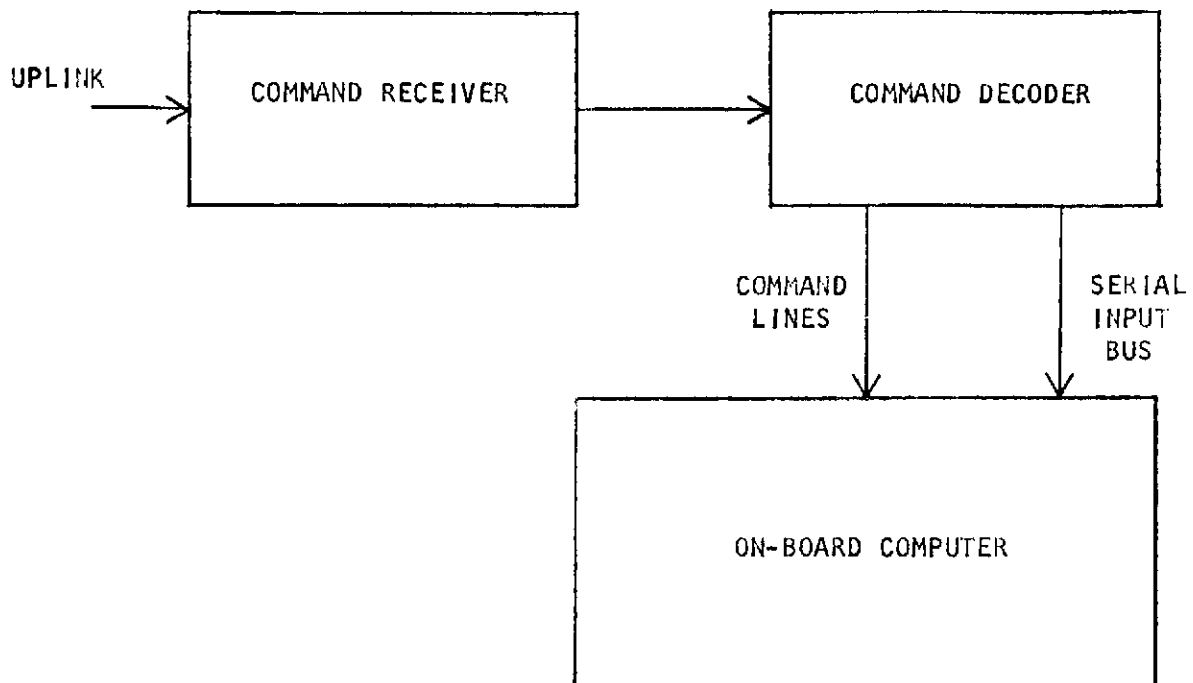 UPLINK
COMMAND RECEIVER
COMMAND DECODER
COMMAND
LINES
SERIAL
INPUT
BUS
ON-BOARD COMPUTER